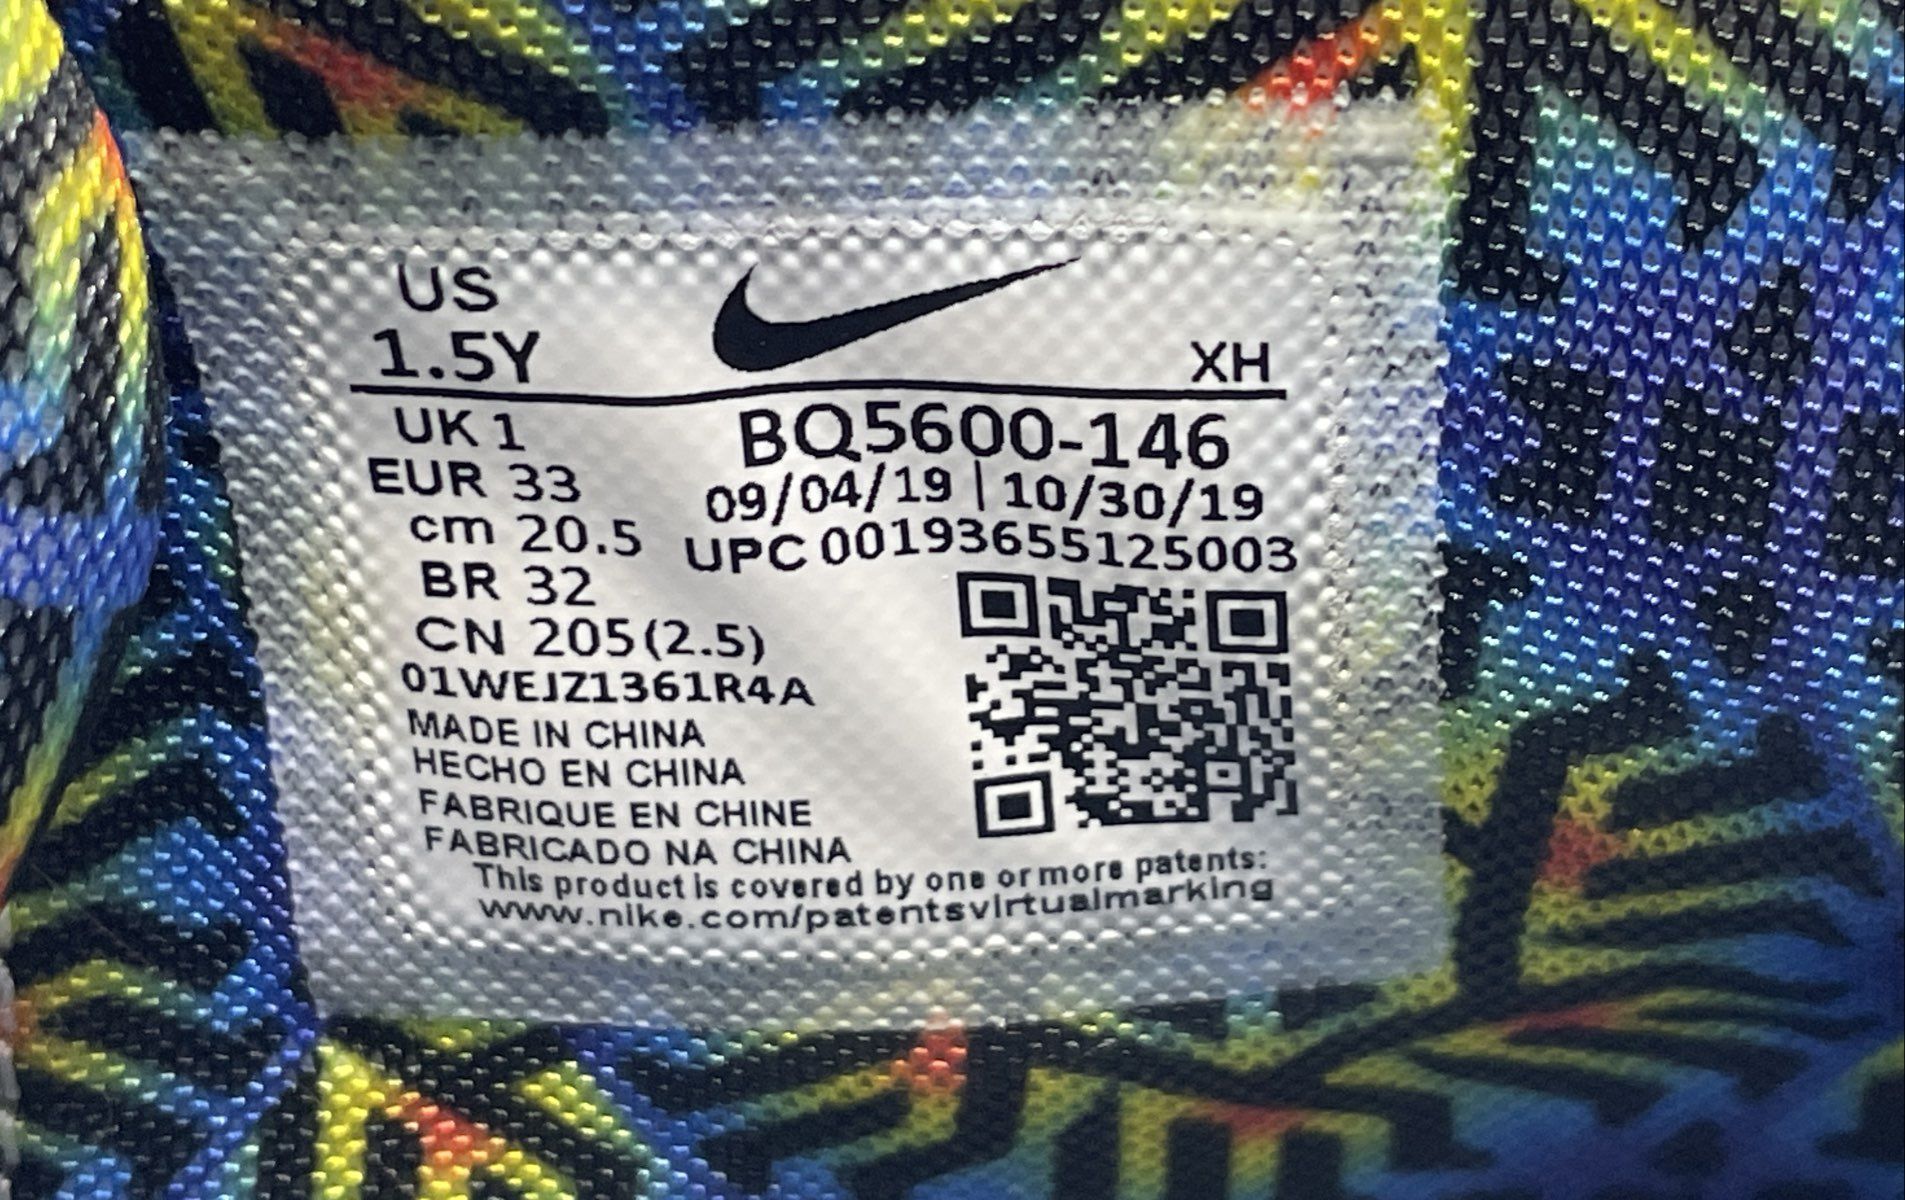 US
1.5Y
XH
UK 1
EUR 33
cm 20.5
BR 32
CN 205(2.5)
BQ5600-146
09/04/19 | 10/30/19
UPC 00193655125003
01WEJZ1361R4A
MADE IN CHINA
HECHO EN CHINA
FABRIQUE EN CHINE
FABRICADO NA CHINA
This product is covered by one or more patents:
www.nike.com/patentsvirtualmarking